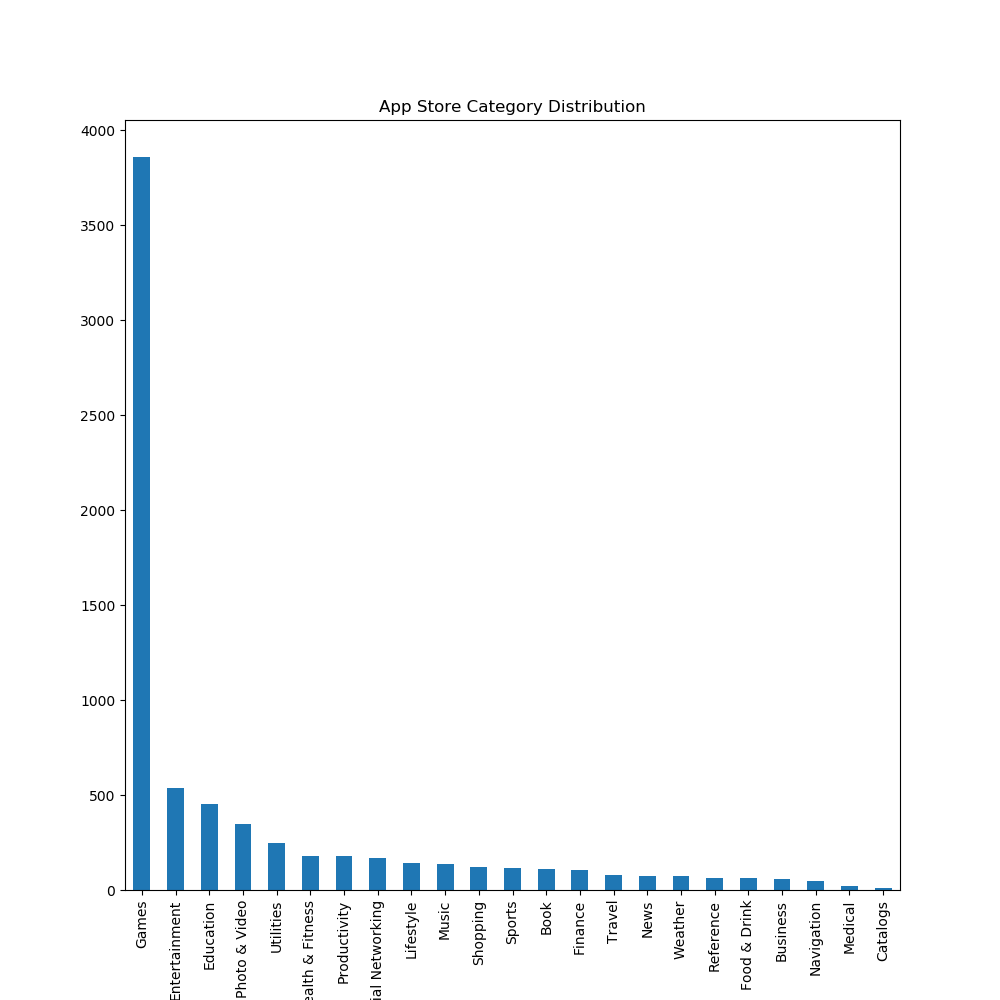 App Store Category Distribution
4000
3500
3000
2500
2000
1500
1000
500
0
Games
Entertainment
Education
Photo & Video
Utilities
ealth & Fitness
Productivity
ial Networking
Lifestyle
Music
Shopping
Sports
Book
Finance
Travel
News
Weather
Reference
Food & Drink
Business
Navigation
Medical
Catalogs